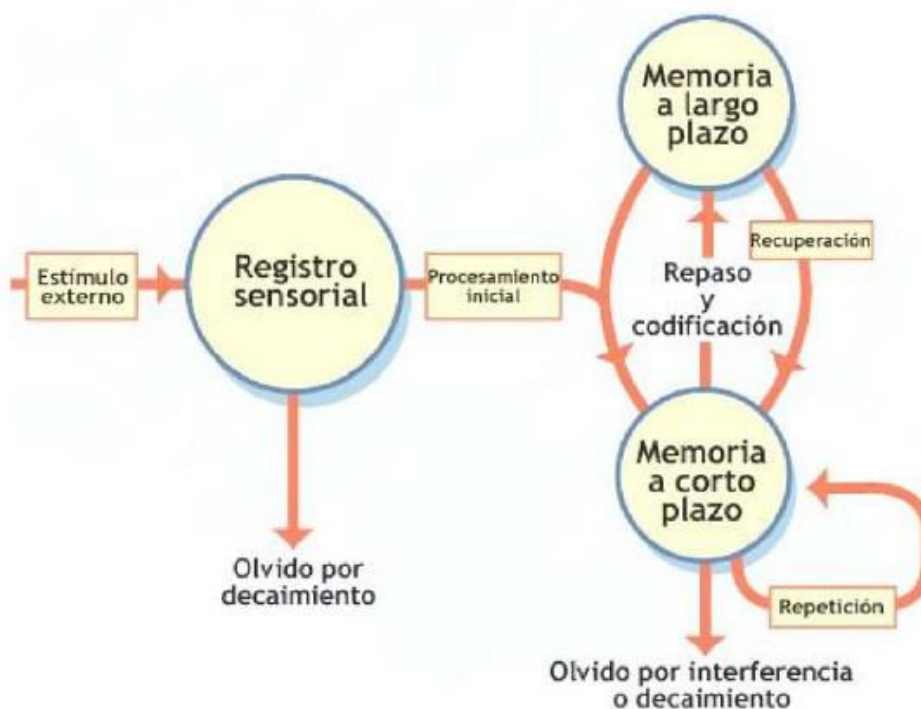 Memoria
a largo
plazo
Estímulo
externo
Registro
sensorial
Procesamiento
inicial
Recuperación
Repaso
y
codificación
Memoria
a corto
plazo
Repetición
Olvido por
decaimiento
Olvido por interferencia
o decaimiento